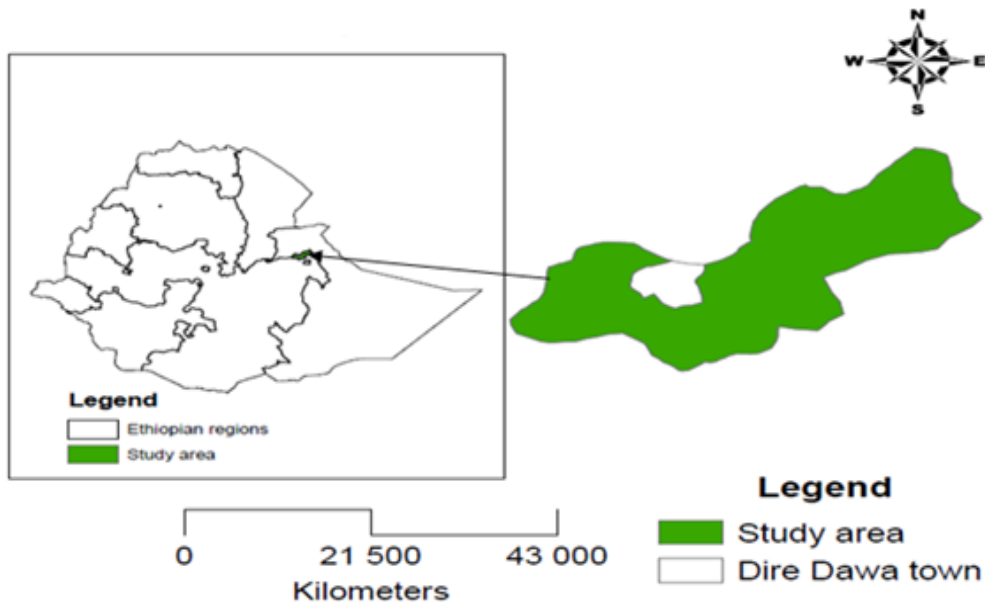 N
W E
S
Legend
Ethiopian regions
Study area
0 21 500 43 000
Kilometers
Legend
Study area
Dire Dawa town